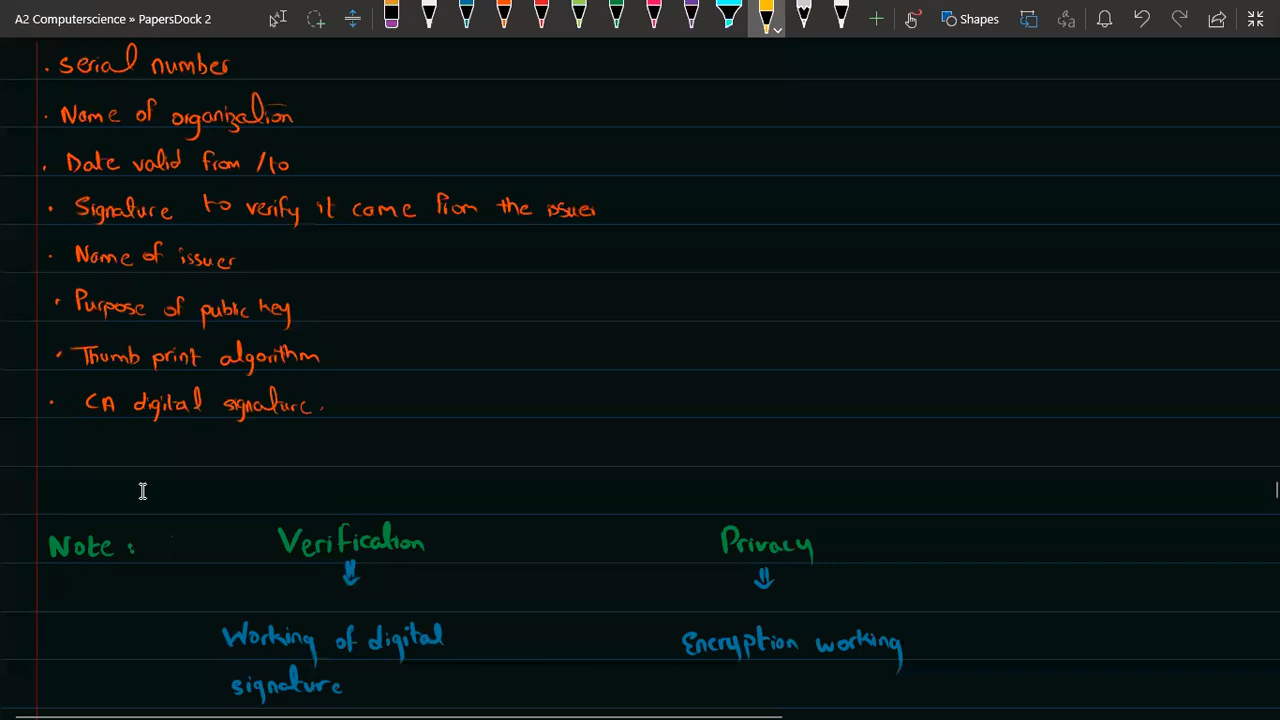 A2 Computerscience » PapersDock 2
Shapes
. serial number
. Name of organization
. Date valid from / to
. Signature to verify it came from the issuer
. Name of issuer
. Purpose of public key
. Thumb print algorithm
. CA digital signature.
Note : Verification Privacy
Working of digital Encryption working
signature